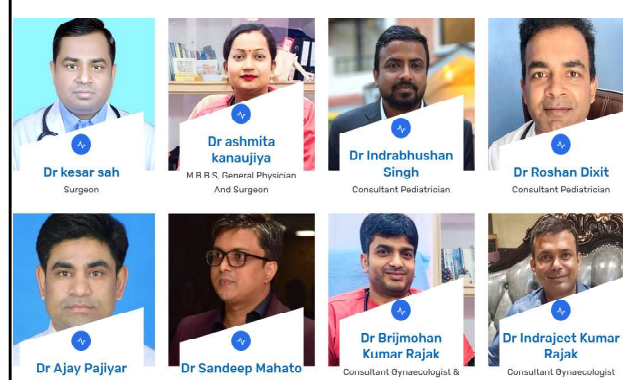 Dr kesar sah
Surgeon
Dr ashmita
kanaujiya
M.B.B.S, General Physician
And Surgeon
Dr Indrabhushan
Singh
Consultant Pediatrician
Dr Roshan Dixit
Consultant Pediatrician
Dr Ajay Pajiyar
Dr Sandeep Mahato
Dr Brijmohan
Kumar Rajak
Consultant Gynaecologist &
Dr Indrajeet Kumar
Rajak
Consultant Gynaecologist